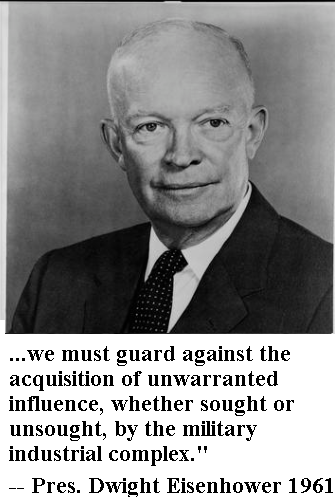 ...we must guard against the
acquisition of unwarranted
influence, whether sought or
unsought, by the military
industrial complex."
-- Pres. Dwight Eisenhower 1961